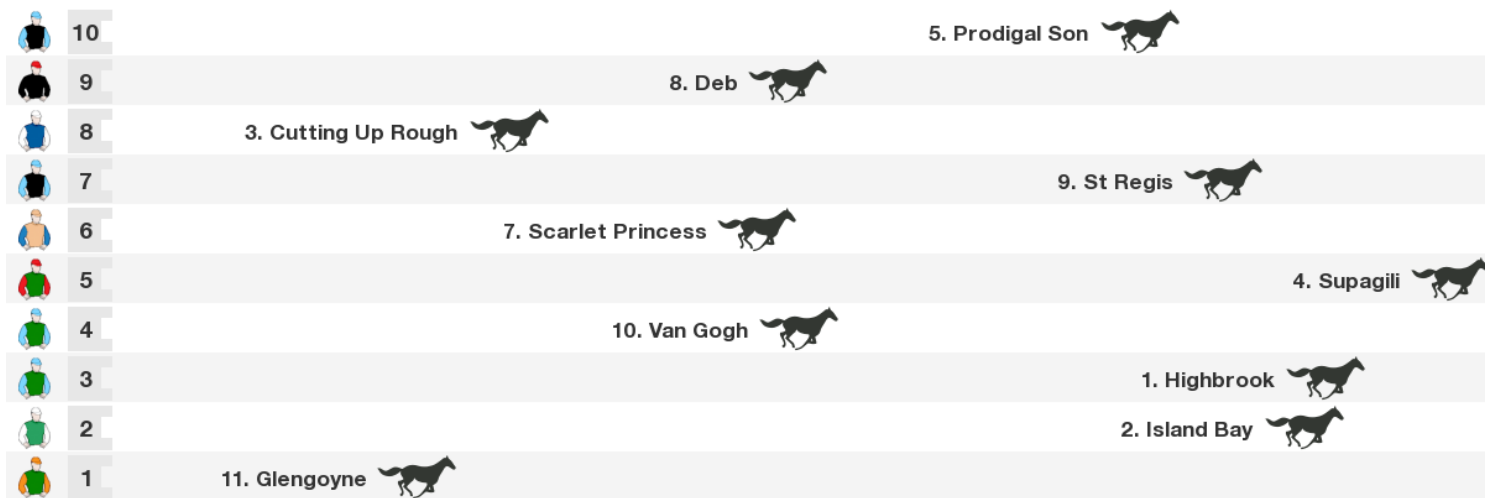 10 5. Prodigal Son
9 8. Deb
8 3. Cutting Up Rough
7 9. St Regis
6 7. Scarlet Princess
5 4. Supagili
4 10. Van Gogh
3 1. Highbrook
2 2. Island Bay
1 11. Glengoyne